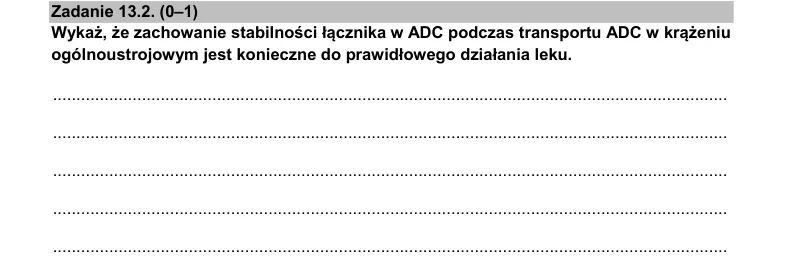 Zadanie 13.2. (0–1)
Wykaż, że zachowanie stabilności łącznika w ADC podczas transportu ADC w krążeniu
ogólnoustrojowym jest konieczne do prawidłowego działania leku.